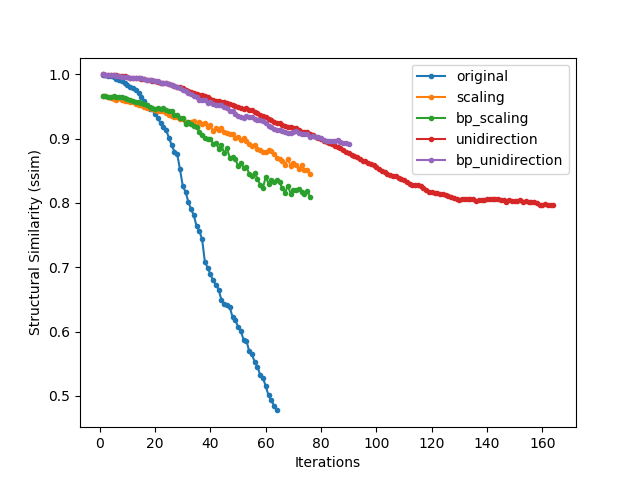 original
scaling
bp_scaling
unidirection
bp_unidirection
Structural Similarity (ssim)
1.0
0.9
0.8
0.7
0.6
0.5
0 20 40 60 80 100 120 140 160
Iterations